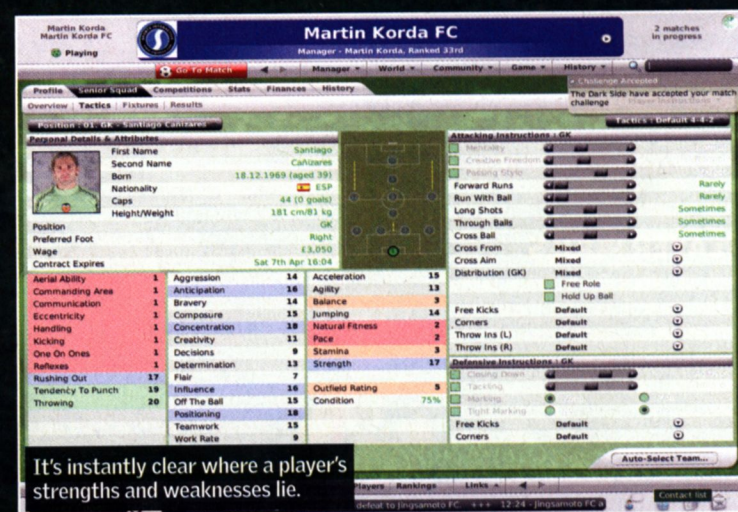 Martin Korda
Martin Korda FC
Playing
Martin Korda FC
Manager - Martin Korda, Ranked 33rd
2 matches
in progress
8 Go To Match
Manager
World
Community
Game
History
Challenge Accepted
The Dark Side have accepted your match
challenge
Profile Senior Squad Competitions Stats Finances History
Overview Tactics Fixtures Results
Position : 01. GK - Santiago Cañizares
Tactics : Default 4-4-2
Personal Details & Attributes
First Name Santiago
Second Name Cañizares
Born 18.12.1969 (aged 39)
Nationality ESP
Caps 44 (0 goals)
Height/Weight 181 cm/81 kg
Position GK
Preferred Foot Right
Wage £3,050
Contract Expires Sat 7th Apr 16:04
Aerial Ability 1
Commanding Area 1
Communication 1
Eccentricity 1
Handling 1
Kicking 1
One On Ones 1
Reflexes 1
Rushing Out 17
Tendency To Punch 19
Throwing 20
Aggression 14
Anticipation 16
Bravery 14
Composure 15
Concentration 18
Creativity 11
Decisions 9
Determination 13
Flair 7
Influence 16
Off The Ball 15
Positioning 18
Teamwork 15
Work Rate 9
Acceleration 15
Agility 13
Balance 3
Jumping 14
Natural Fitness 2
Pace 2
Stamina 3
Strength 17
Outfield Rating 5
Condition 75%
Attacking Instructions : GK
Mentality
Creative Freedom
Passing Style
Forward Runs Rarely
Run With Ball Rarely
Long Shots Sometimes
Through Balls Sometimes
Cross Ball Sometimes
Cross From Mixed
Cross Aim Mixed
Distribution (GK) Mixed
Free Role
Hold Up Ball
Free Kicks Default
Corners Default
Throw Ins (L) Default
Throw Ins (R) Default
Defensive Instructions : GK
Closing Down
Tackling
Marking
Tight Marking
Free Kicks Default
Corners Default
Auto-Select Team...
It's instantly clear where a player's
strengths and weaknesses lie.
Players Rankings Links
defeat to Jingsamoto FC. +++ 12:24 - Jingsamoto FC a
Contact list